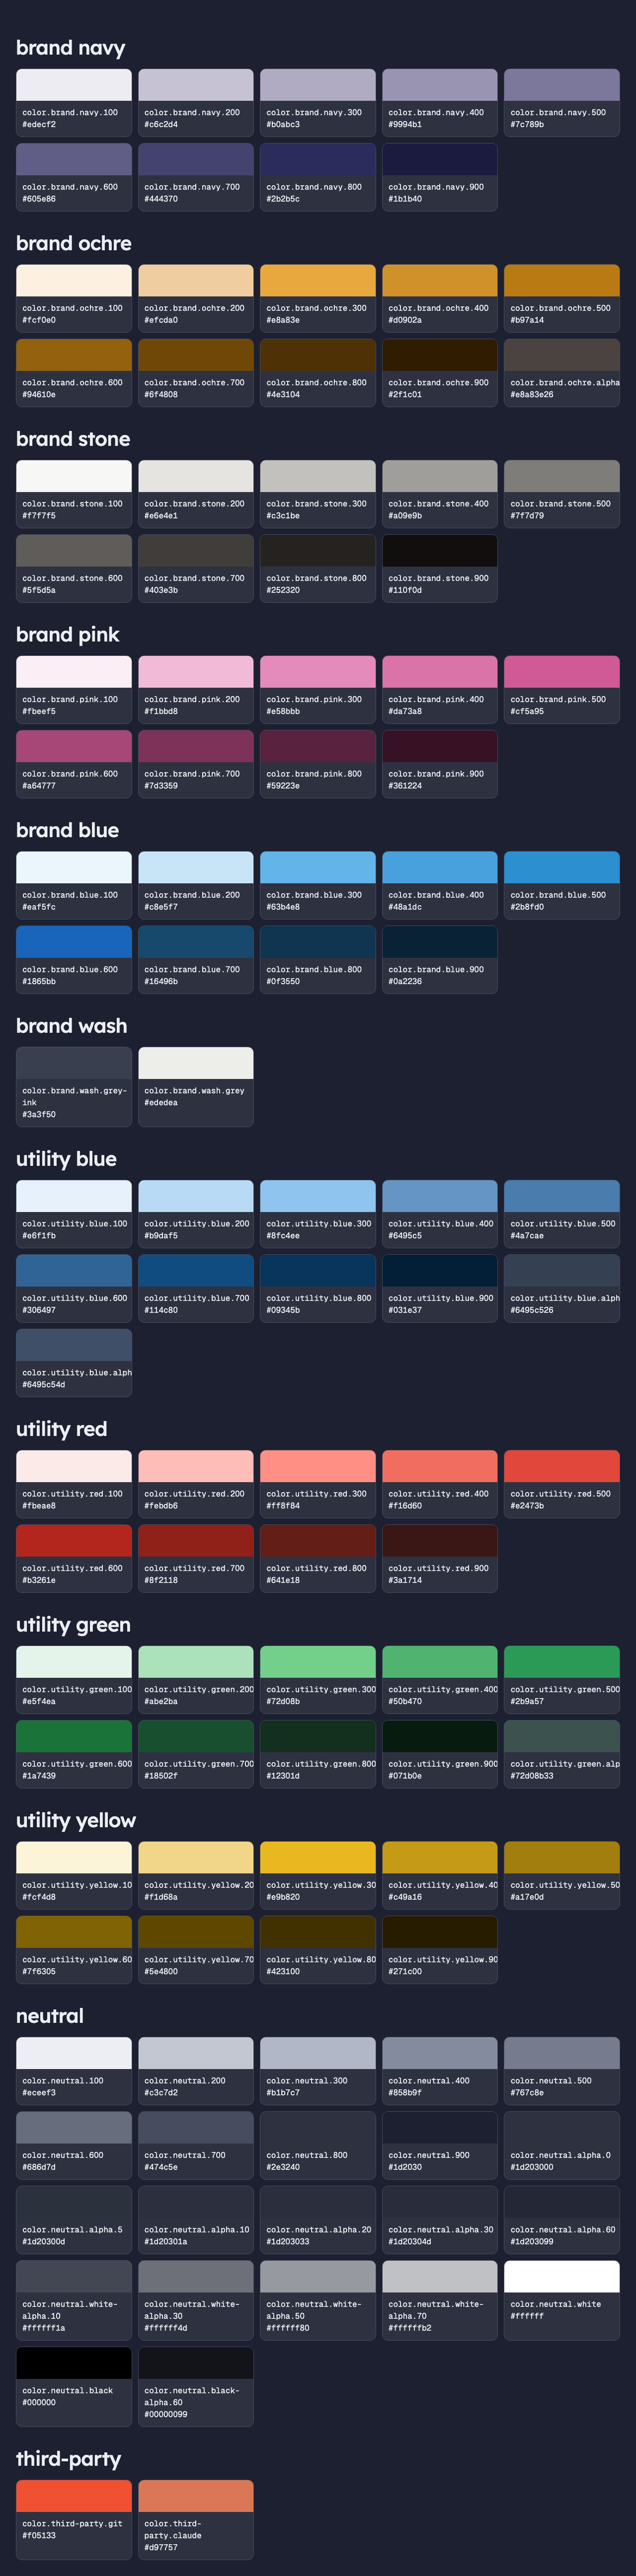 brand navy
color.brand.navy.100 color.brand.navy.200 color.brand.navy.300 color.brand.navy.400 color.brand.navy.500
#edecf2 #c6c2d4 #b0abc3 #9994b1 #7c789b
color.brand.navy.600 color.brand.navy.700 color.brand.navy.800 color.brand.navy.900
#605e86 #444370 #2b2b5c #1b1b40
brand ochre
color.brand.ochre.100 color.brand.ochre.200 color.brand.ochre.300 color.brand.ochre.400 color.brand.ochre.500
#fcf0e0 #efcda0 #e8a83e #d0902a #b97a14
color.brand.ochre.600 color.brand.ochre.700 color.brand.ochre.800 color.brand.ochre.900 color.brand.ochre.alpha
#94610e #6f4808 #4e3104 #2f1c01 #e8a83e26
brand stone
color.brand.stone.100 color.brand.stone.200 color.brand.stone.300 color.brand.stone.400 color.brand.stone.500
#f7f7f5 #e6e4e1 #c3c1be #a09e9b #7f7d79
color.brand.stone.600 color.brand.stone.700 color.brand.stone.800 color.brand.stone.900
#5f5d5a #403e3b #252320 #110f0d
brand pink
color.brand.pink.100 color.brand.pink.200 color.brand.pink.300 color.brand.pink.400 color.brand.pink.500
#fbeef5 #f1bbd8 #e58bbb #da73a8 #cf5a95
color.brand.pink.600 color.brand.pink.700 color.brand.pink.800 color.brand.pink.900
#a64777 #7d3359 #59223e #361224
brand blue
color.brand.blue.100 color.brand.blue.200 color.brand.blue.300 color.brand.blue.400 color.brand.blue.500
#eaf5fc #c8e5f7 #63b4e8 #48a1dc #2b8fd0
color.brand.blue.600 color.brand.blue.700 color.brand.blue.800 color.brand.blue.900
#1865bb #16496b #0f3550 #0a2236
brand wash
color.brand.wash.grey- color.brand.wash.grey
ink #ededea
#3a3f50
utility blue
color.utility.blue.100 color.utility.blue.200 color.utility.blue.300 color.utility.blue.400 color.utility.blue.500
#e6f1fb #b9daf5 #8fc4ee #6495c5 #4a7cae
color.utility.blue.600 color.utility.blue.700 color.utility.blue.800 color.utility.blue.900 color.utility.blue.alph
#306497 #114c80 #09345b #031e37 #6495c526
color.utility.blue.alph
#6495c54d
utility red
color.utility.red.100 color.utility.red.200 color.utility.red.300 color.utility.red.400 color.utility.red.500
#fbeae8 #febdb6 #ff8f84 #f16d60 #e2473b
color.utility.red.600 color.utility.red.700 color.utility.red.800 color.utility.red.900
#b3261e #8f2118 #641e18 #3a1714
utility green
color.utility.green.100 color.utility.green.200 color.utility.green.300 color.utility.green.400 color.utility.green.500
#e5f4ea #abe2ba #72d08b #50b470 #2b9a57
color.utility.green.600 color.utility.green.700 color.utility.green.800 color.utility.green.900 color.utility.green.alp
#1a7439 #18502f #12301d #071b0e #72d08b33
utility yellow
color.utility.yellow.10 color.utility.yellow.20 color.utility.yellow.30 color.utility.yellow.40 color.utility.yellow.50
#fcf4d8 #f1d68a #e9b820 #c49a16 #a17e0d
color.utility.yellow.60 color.utility.yellow.70 color.utility.yellow.80 color.utility.yellow.90
#7f6305 #5e4800 #423100 #271c00
neutral
color.neutral.100 color.neutral.200 color.neutral.300 color.neutral.400 color.neutral.500
#eceef3 #c3c7d2 #b1b7c7 #858b9f #767c8e
color.neutral.600 color.neutral.700 color.neutral.800 color.neutral.900 color.neutral.alpha.0
#686d7d #474c5e #2e3240 #1d2030 #1d203000
color.neutral.alpha.5 color.neutral.alpha.10 color.neutral.alpha.20 color.neutral.alpha.30 color.neutral.alpha.60
#1d20300d #1d20301a #1d203033 #1d20304d #1d203099
color.neutral.white- color.neutral.white- color.neutral.white- color.neutral.white- color.neutral.white
alpha.10 alpha.30 alpha.50 alpha.70 #ffffff
#ffffff1a #ffffff4d #ffffff80 #ffffffb2
color.neutral.black color.neutral.black-
#000000 alpha.60
#00000099
third-party
color.third-party.git color.third-
#f05133 party.claude
#d97757